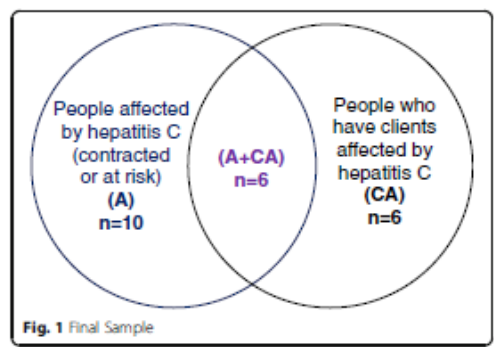 People affected
by hepatitis C
(contracted
or at risk)
(A)
n=10
(A+CA)
n=6
People who
have clients
affected by
hepatitis C
(CA)
n=6
Fig. 1 Final Sample